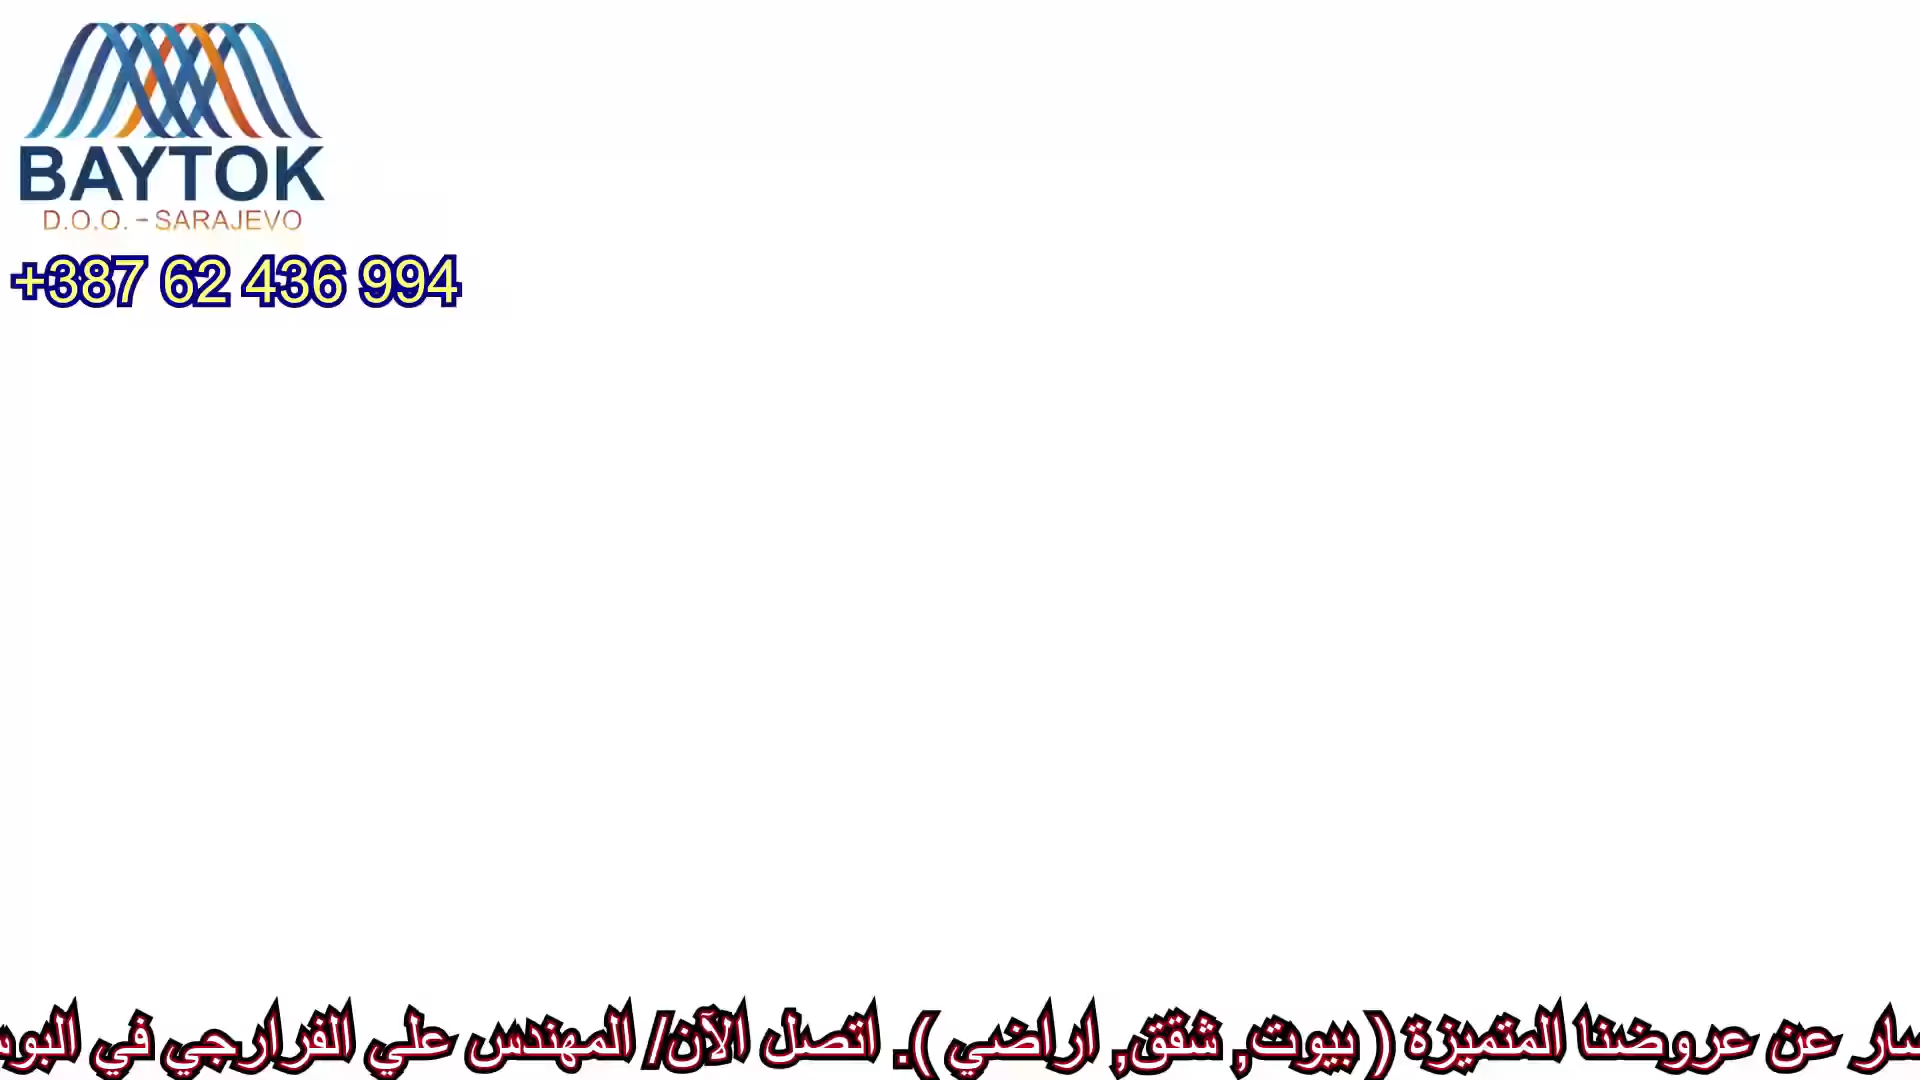 BAYTOK
D.O.O. - SARAJEVO
+387 62 436 994
عن عروضنا المتميزة ( بيوت, شقق, اراضي ). اتصل الآن/ المهندس علي الفرارجي في